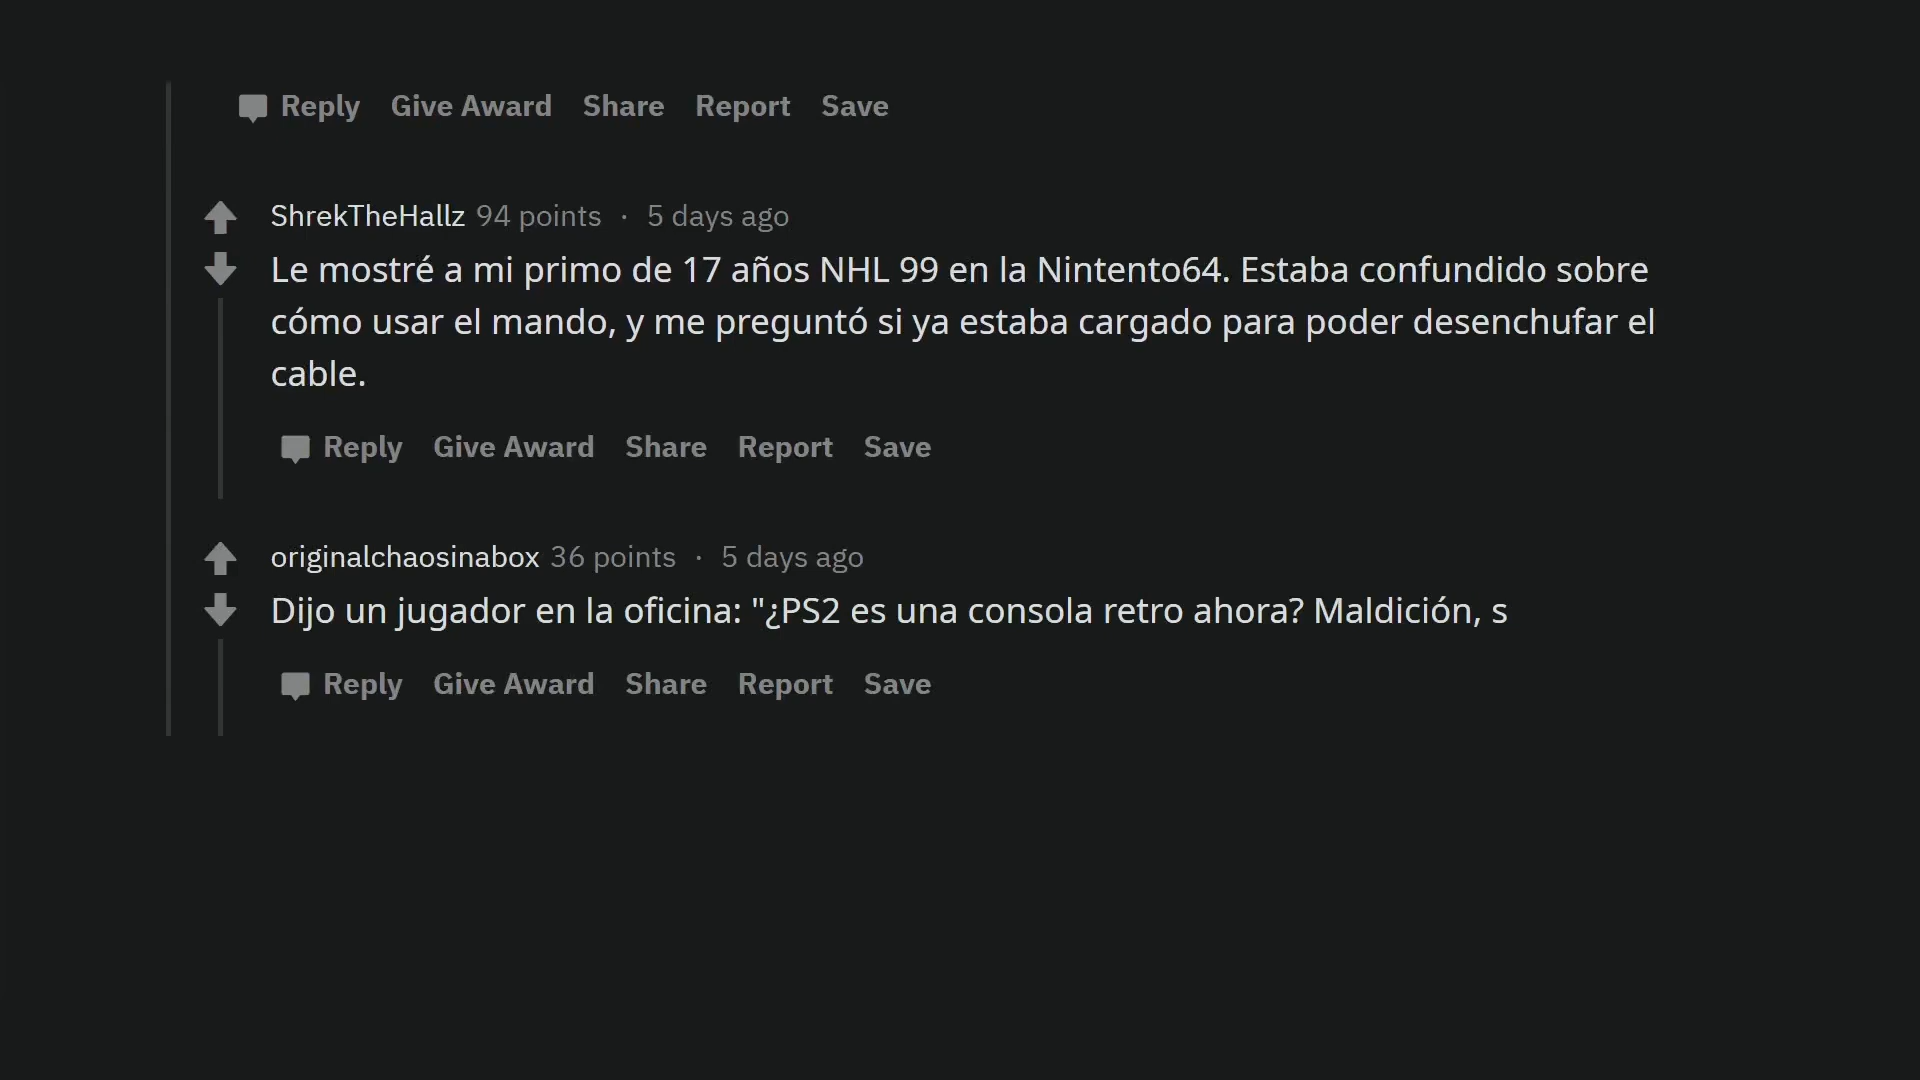 Reply Give Award Share Report Save
ShrekTheHallz 94 points · 5 days ago
Le mostré a mi primo de 17 años NHL 99 en la Nintento64. Estaba confundido sobre
cómo usar el mando, y me preguntó si ya estaba cargado para poder desenchufar el
cable.
Reply Give Award Share Report Save
originalchaosinabox 36 points · 5 days ago
Dijo un jugador en la oficina: "¿PS2 es una consola retro ahora? Maldición, s
Reply Give Award Share Report Save